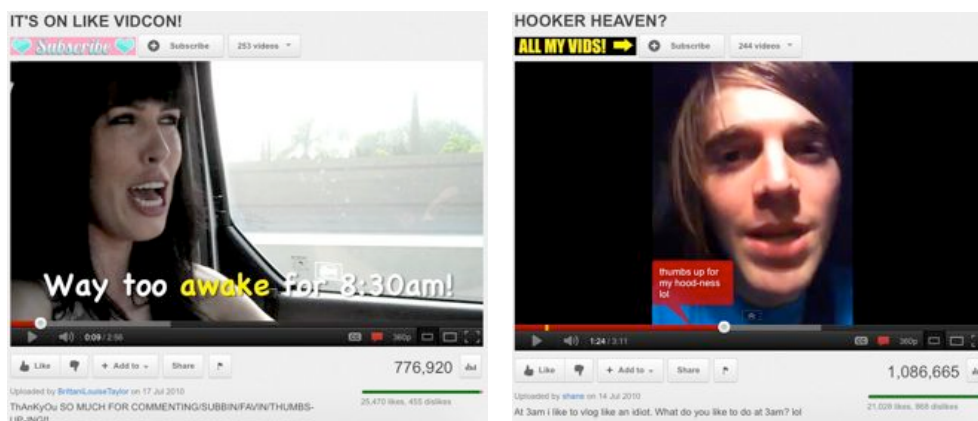 IT'S ON LIKE VIDCON!
Subscribe
Subscribe
253 videos
Way too awake for 8:30am!
0:09 / 2:56
CC
360p
Like
+ Add to
Share
776,920
Uploaded by BrittaniLouiseTaylor on 17 Jul 2010
25,470 likes, 455 dislikes
ThAnKyOu SO MUCH FOR COMMENTING/SUBBIN/FAVIN/THUMBS-
UP-ING!!
HOOKER HEAVEN?
ALL MY VIDS!
Subscribe
244 videos
thumbs up for
my hood-ness
lol
1:24 / 3:11
CC
360p
Like
+ Add to
Share
1,086,665
Uploaded by shane on 14 Jul 2010
21,028 likes, 968 dislikes
At 3am i like to vlog like an idiot. What do you like to do at 3am? lol